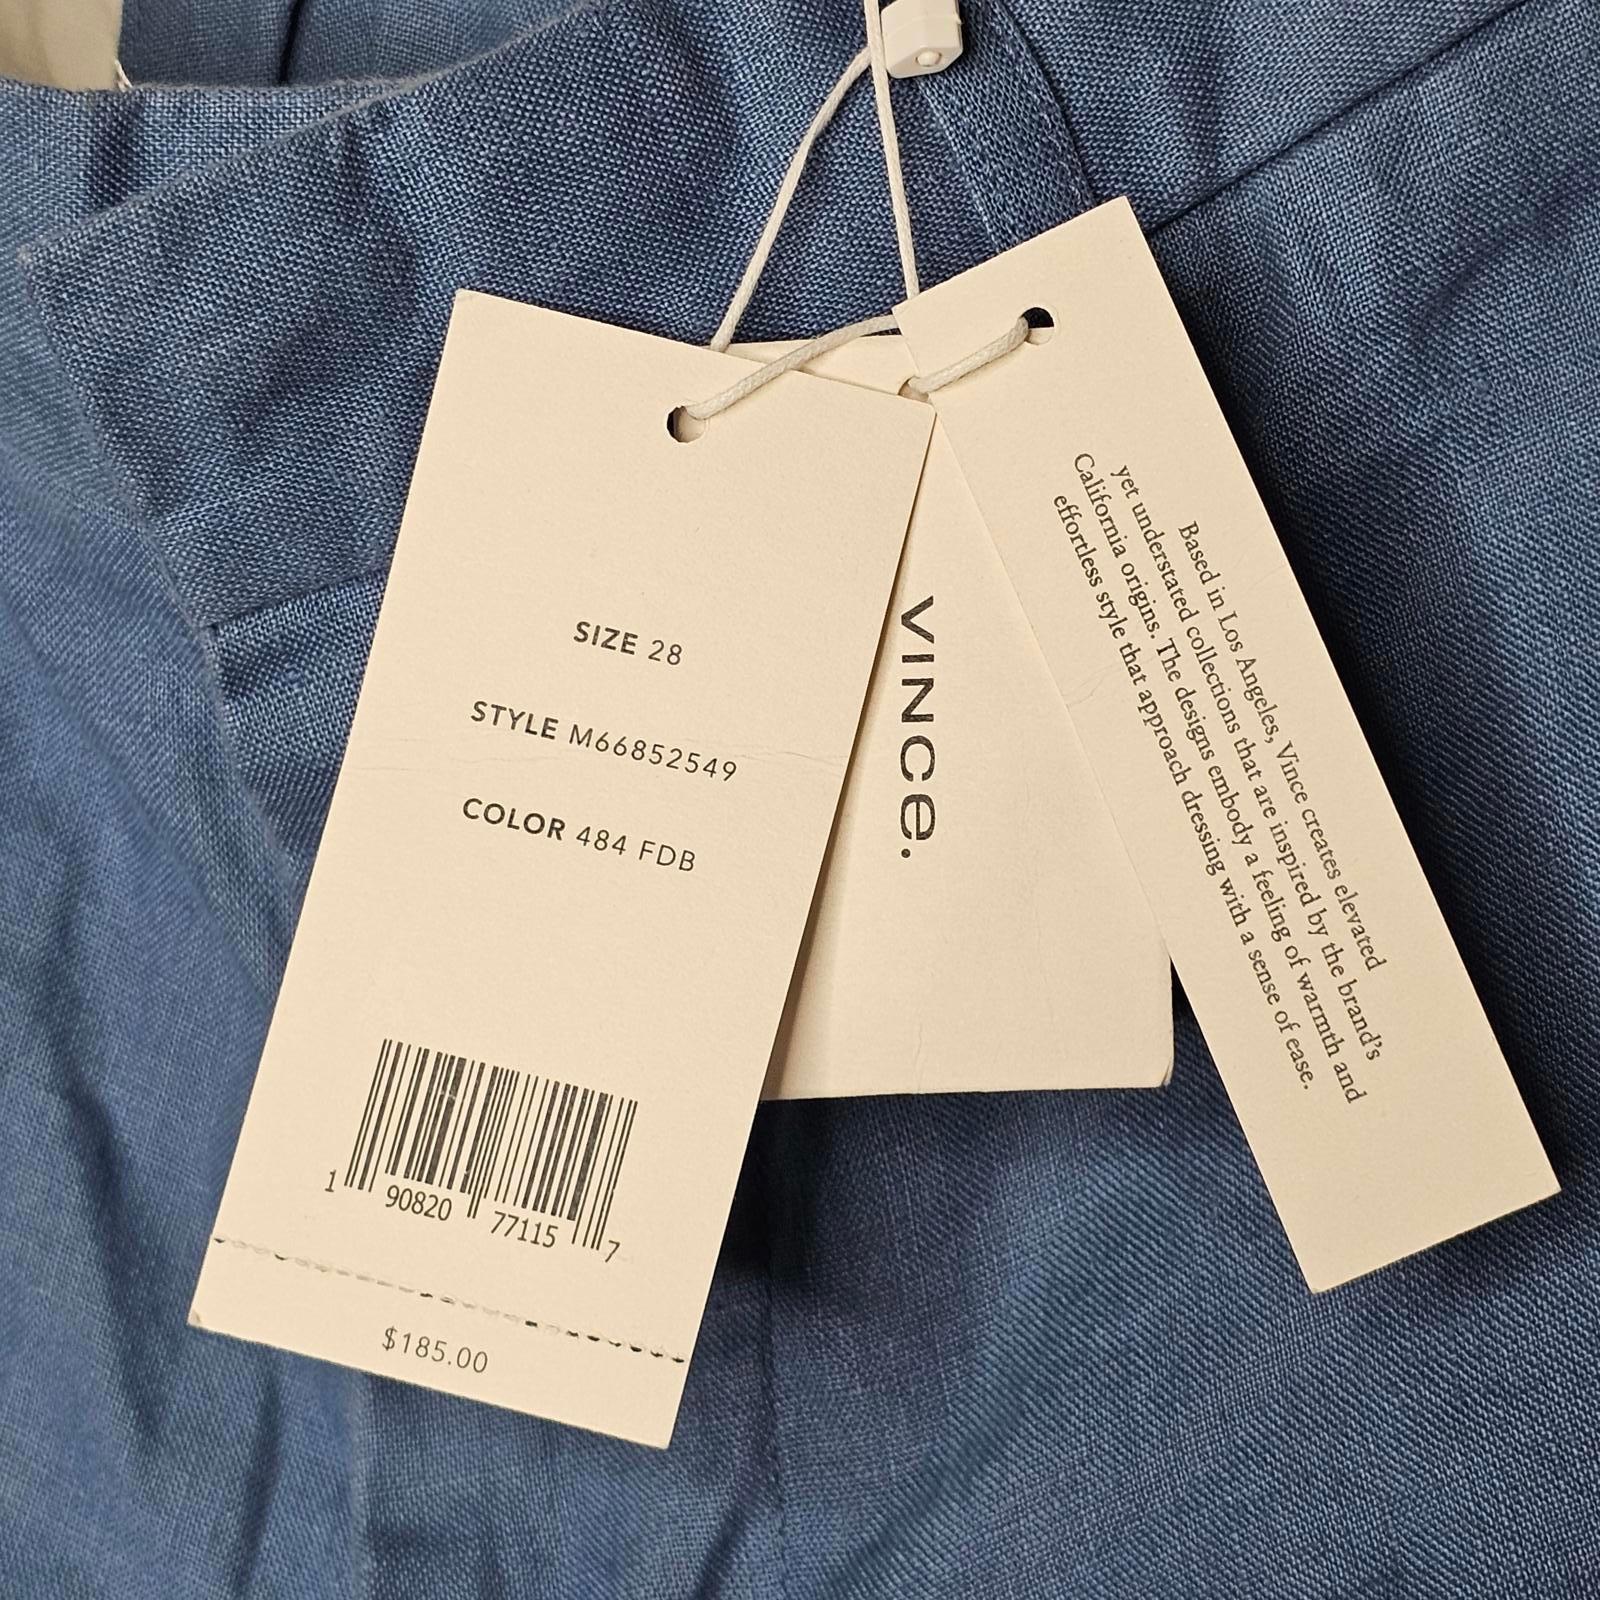 SIZE 28
STYLE M66852549
COLOR 484 FDB
1 90820 77115 7
$185.00
VINCE.
Based in Los Angeles, Vince creates elevated
yet understated collections that are inspired by the brand's
California origins. The designs embody a feeling of warmth and
effortless style that approach dressing with a sense of ease.